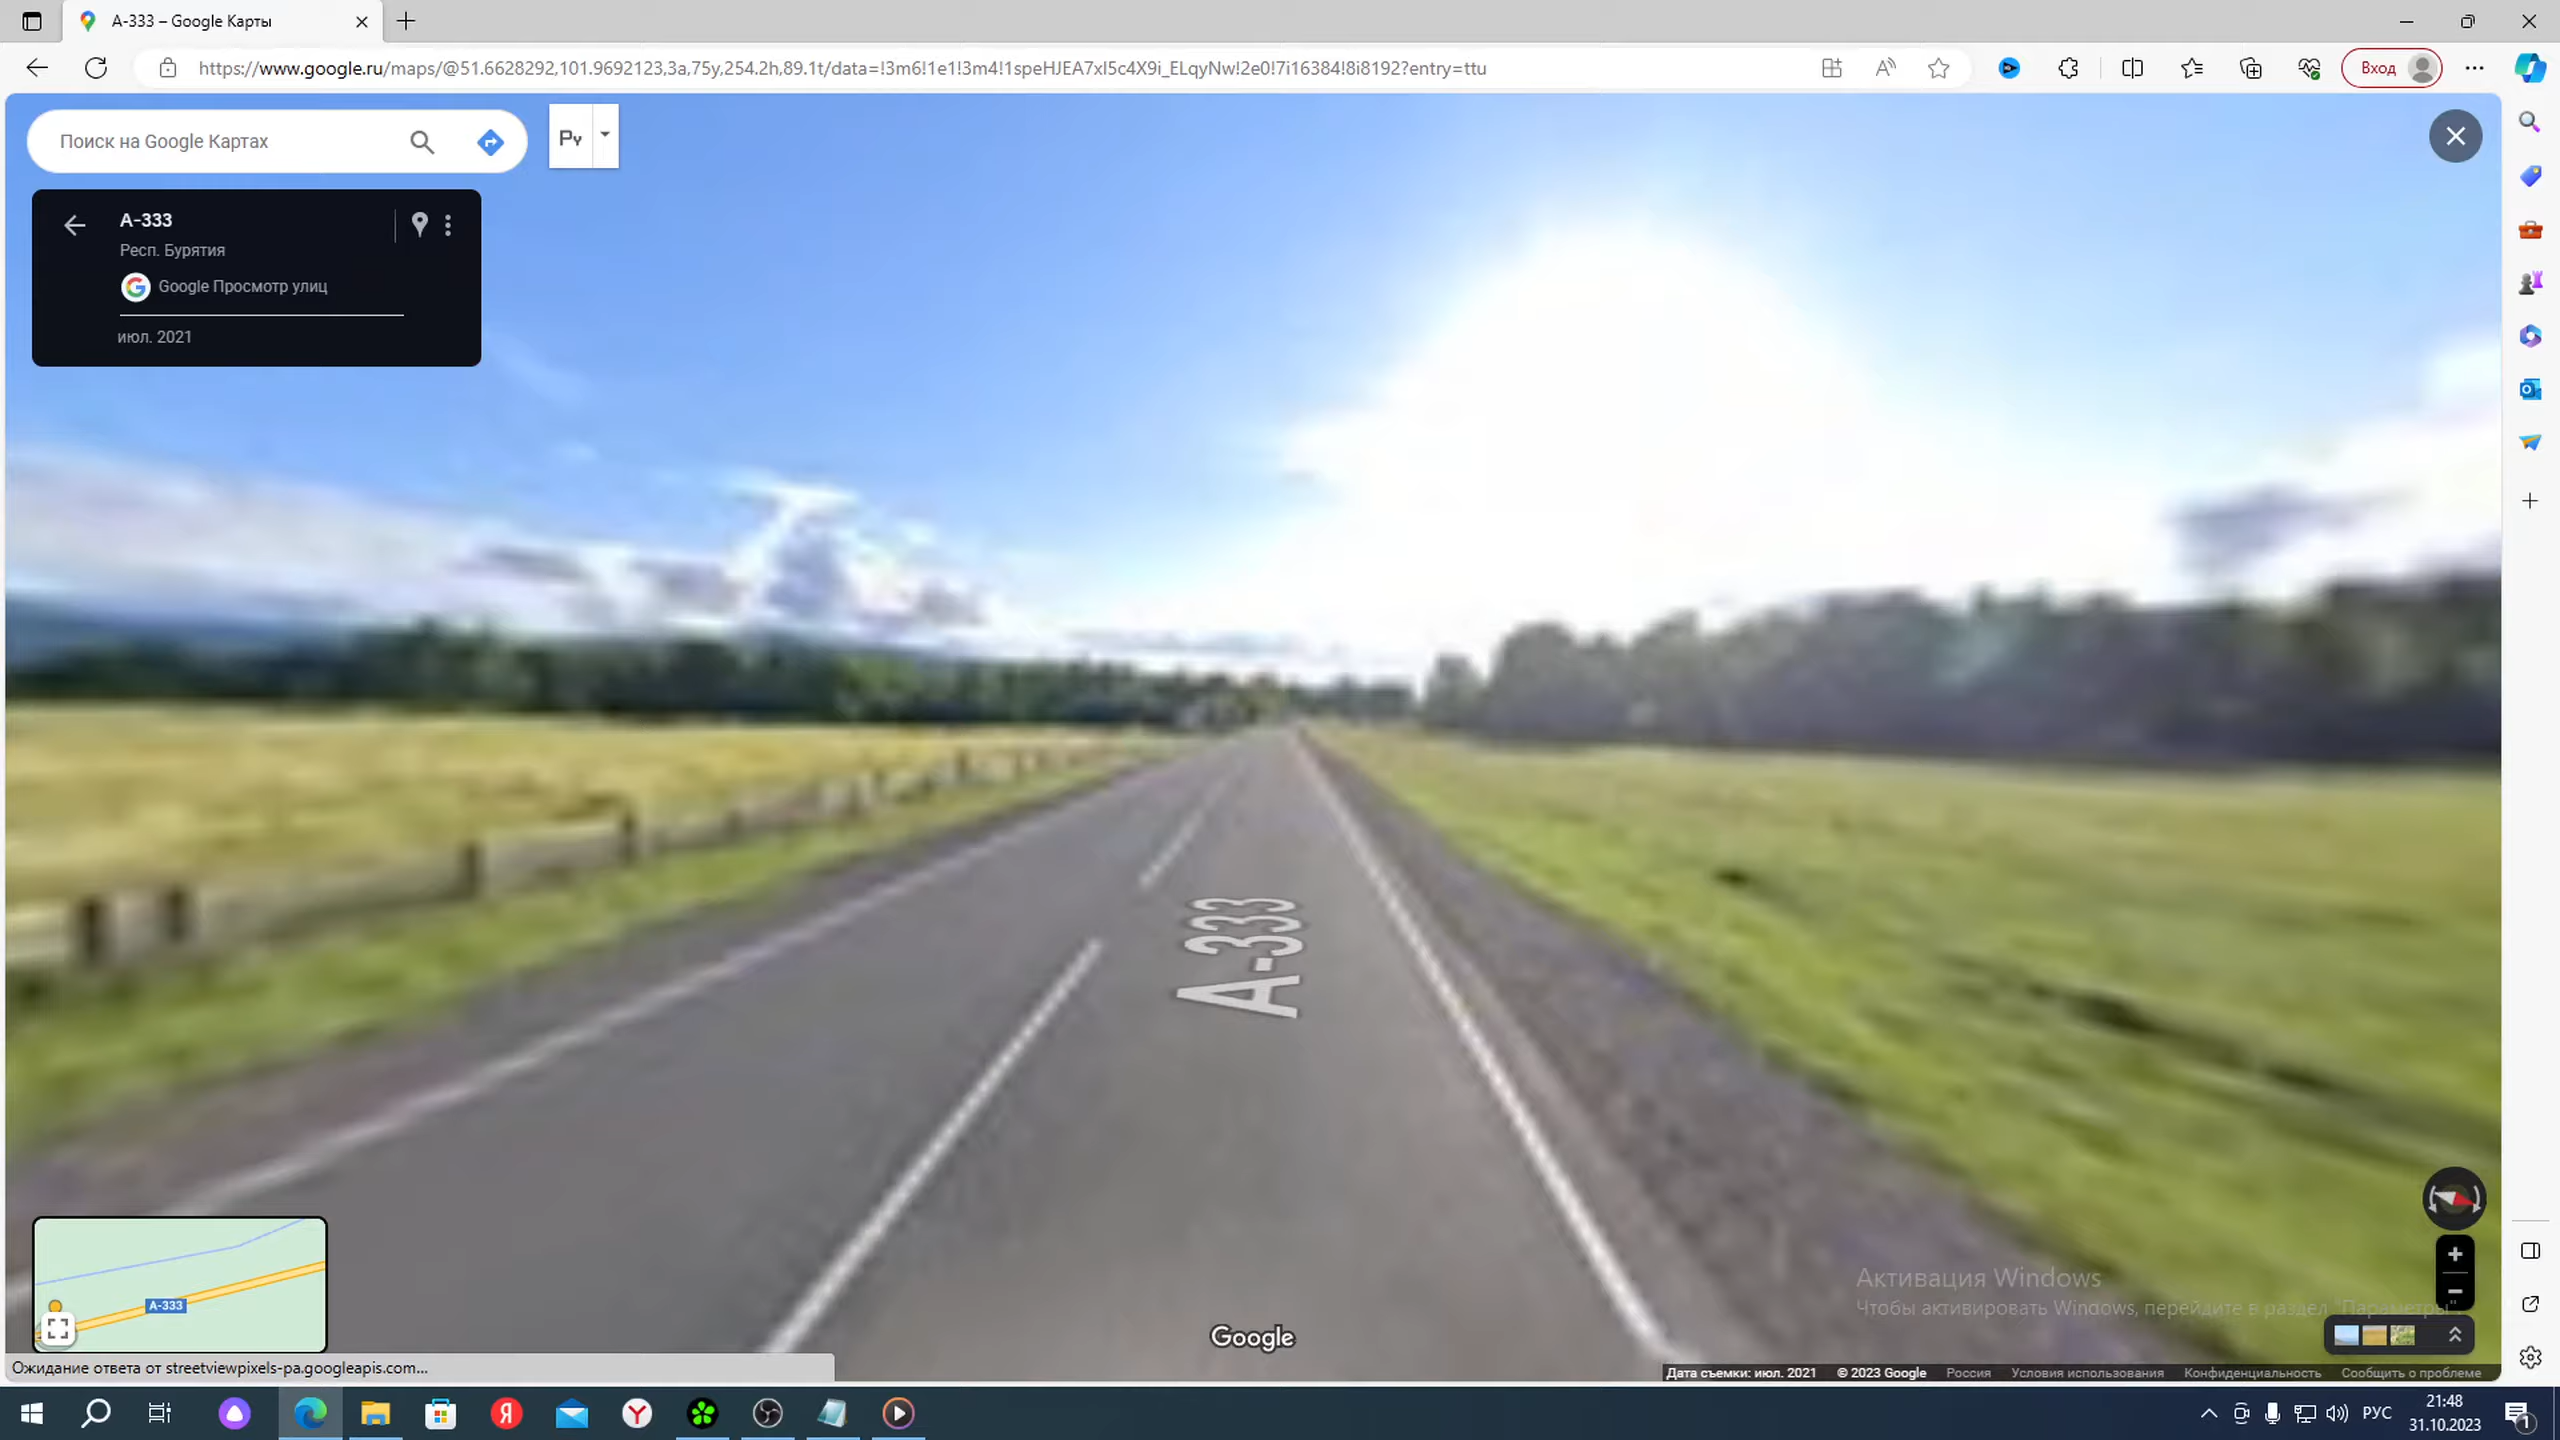 А-333 – Google Карты
https://www.google.ru/maps/@51.6628292,101.9692123,3a,75y,254.2h,89.1t/data=!3m6!1e1!3m4!1speHJEA7xI5c4X9i_ELqyNw!2e0!7i16384!8i8192?entry=ttu
Вход
Поиск на Google Картах
А-333
Респ. Бурятия
Google Просмотр улиц
июл. 2021
А-333
А-333
Активация Windows
Чтобы активировать Windows, перейдите в раздел "Параметры".
Google
Ожидание ответа от streetviewpixels-pa.googleapis.com...
Дата съемки: июл. 2021 © 2023 Google Россия Условия использования Конфиденциальность Сообщить о проблеме
РУС
21:48
31.10.2023
1